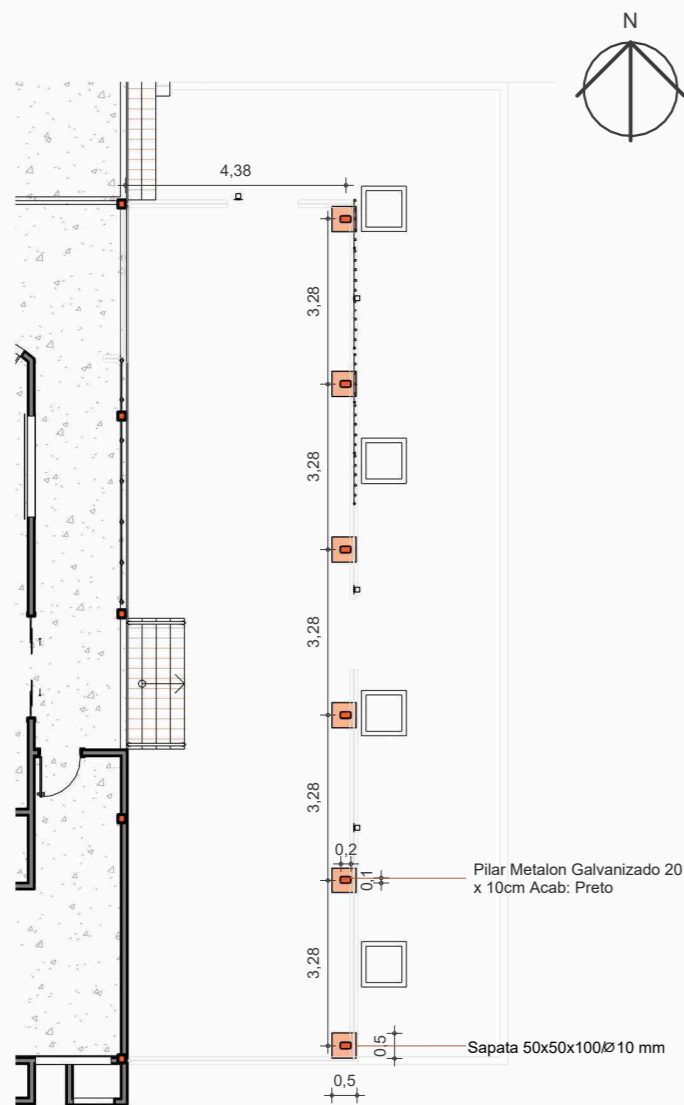 N
4,38
3,28
3,28
3,28
3,28
0,2
0,1
Pilar Metalon Galvanizado 20
x 10cm Acab: Preto
3,28
0,5
Sapata 50x50x100/Ø10 mm
0,5